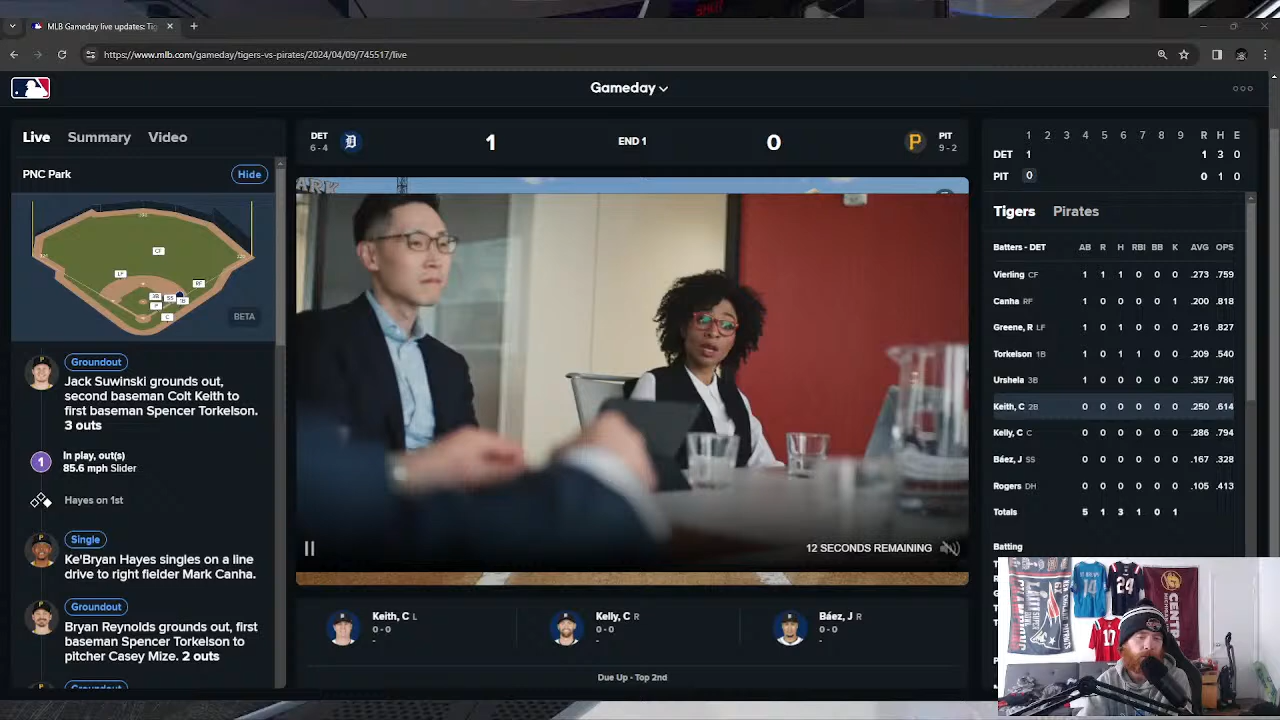 MLB Gameday live updates: Tig
https://www.mlb.com/gameday/tigers-vs-pirates/2024/04/09/745517/live
Gameday
Live Summary Video
PNC Park
Hide
CF
LF
RF
3B
SS
P
C
BETA
Groundout
Jack Suwinski grounds out,
second baseman Colt Keith to
first baseman Spencer Torkelson.
3 outs
1
In play, out(s)
85.6 mph Slider
Hayes on 1st
Single
Ke'Bryan Hayes singles on a line
drive to right fielder Mark Canha.
Groundout
Bryan Reynolds grounds out, first
baseman Spencer Torkelson to
pitcher Casey Mize. 2 outs
Groundout
DET
6-4
1
END 1
0
PIT
9-2
12 SECONDS REMAINING
Keith, C L
0-0
-
Kelly, C R
0-0
-
Báez, J R
0-0
-
Due Up - Top 2nd
1 2 3 4 5 6 7 8 9 R H E
DET 1 1 3 0
PIT 0 0 1 0
Tigers Pirates
Batters - DET AB R H RBI BB K AVG OPS
Vierling CF 1 1 1 0 0 0 .273 .759
Canha RF 1 0 0 0 0 1 .200 .818
Greene, R LF 1 0 1 0 0 0 .216 .827
Torkelson 1B 1 0 1 1 0 0 .209 .540
Urshela 3B 1 0 0 0 0 0 .357 .786
Keith, C 2B 0 0 0 0 0 0 .250 .614
Kelly, C C 0 0 0 0 0 0 .286 .794
Báez, J SS 0 0 0 0 0 0 .167 .328
Rogers DH 0 0 0 0 0 0 .105 .413
Totals 5 1 3 1 0 1
Batting
14
24
10